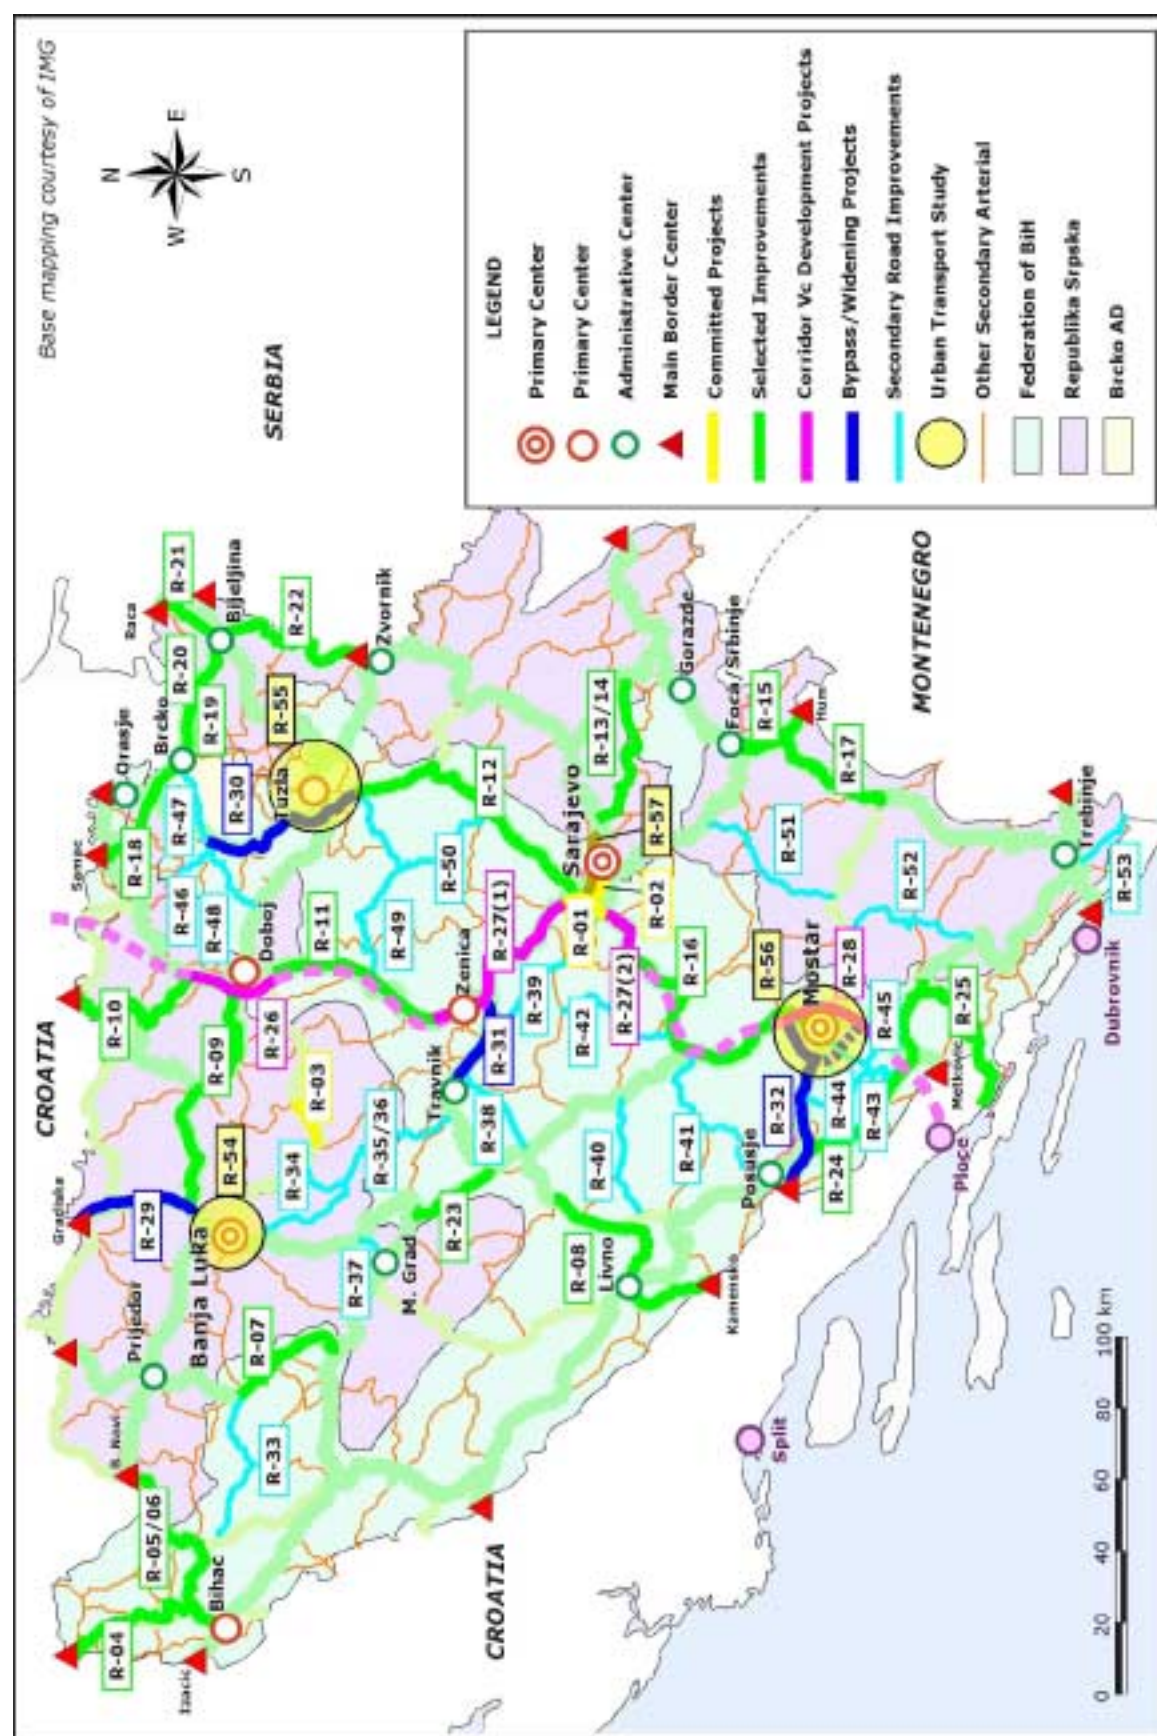 Base mapping courtesy of IMG
N
W
E
S
SERBIA
CROATIA
CROATIA
MONTENEGRO
LEGEND
Primary Center
Primary Center
Administrative Center
Main Border Center
Committed Projects
Selected Improvements
Corridor Vc Development Projects
Bypass/Widening Projects
Secondary Road Improvements
Urban Transport Study
Other Secondary Arterial
Federation of BiH
Republika Srpska
Brcko AD
Gradiska
Samac
Orasje
Raca
R-21
Bijeljina
R-20
Brcko
R-19
R-22
Zvornik
R-18
R-47
R-30
R-55
Tuzla
R-46
R-48
Doboj
R-11
R-10
R-09
R-26
R-03
R-54
R-29
Banja Luka
Prijedor
B. Novi
R-05/06
R-04
Bihac
Izacic
R-33
R-07
R-37
M. Grad
R-34
R-35/36
R-23
Travnik
R-38
R-31
Zenica
R-27(1)
R-39
R-49
R-50
R-12
Sarajevo
R-13/14
Gorazde
Foca/Srbinje
R-15
Hum
R-17
R-57
R-02
R-01
R-27(2)
R-42
R-16
R-56
Mostar
R-28
R-45
R-51
R-52
Trebinje
R-53
R-25
Metkovic
R-44
R-43
R-32
R-24
Posusje
R-41
R-40
R-08
Livno
Kamensko
Split
Ploce
Dubrovnik
0
20
40
60
80
100 km